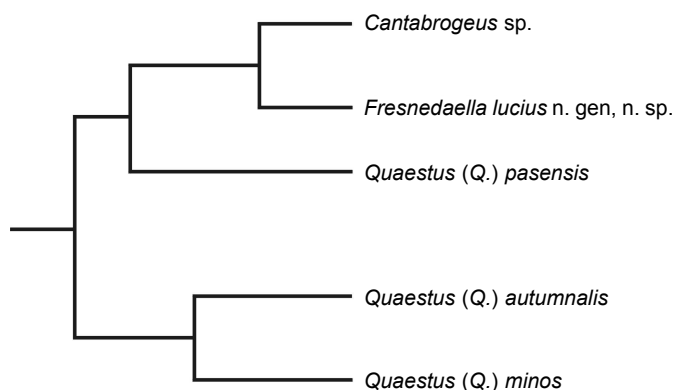 Cantabrogeus sp.
Fresnedaella lucius n. gen, n. sp.
Quaestus (Q.) pasensis
Quaestus (Q.) autumnalis
Quaestus (Q.) minos